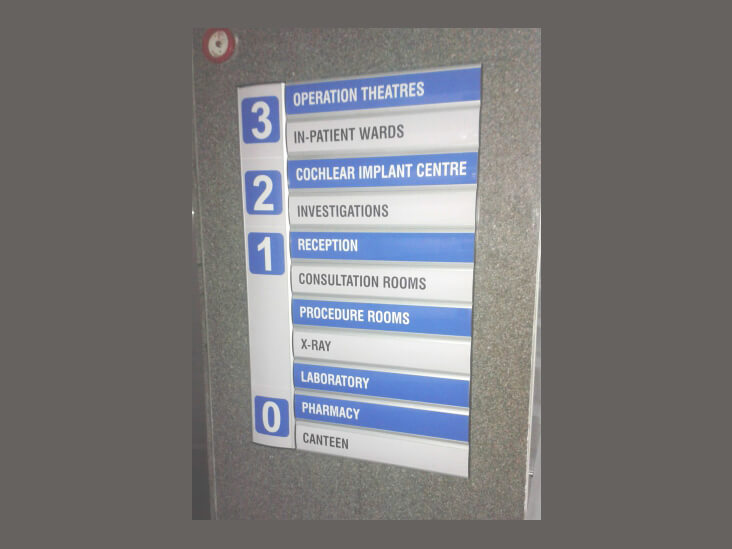 3 OPERATION THEATRES
IN-PATIENT WARDS
2 COCHLEAR IMPLANT CENTRE
INVESTIGATIONS
1 RECEPTION
CONSULTATION ROOMS
PROCEDURE ROOMS
X-RAY
LABORATORY
0 PHARMACY
CANTEEN